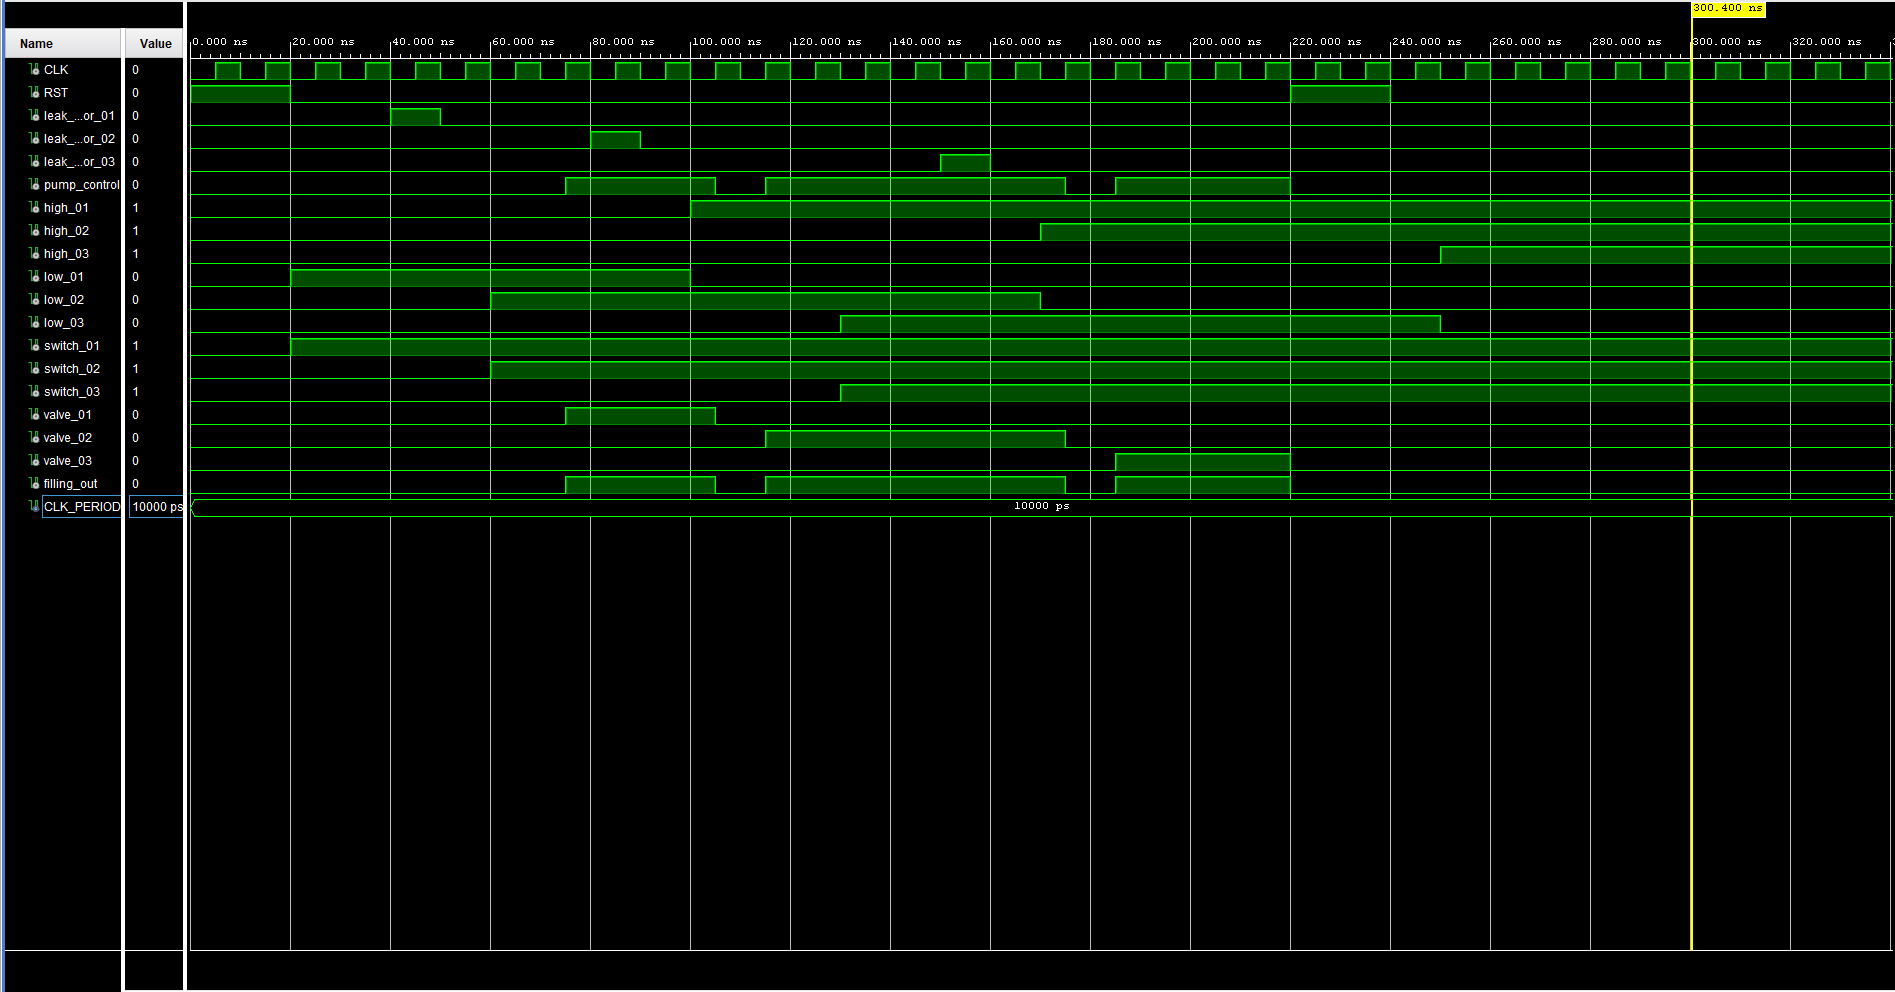 300.400 ns
Name Value
0.000 ns 20.000 ns 40.000 ns 60.000 ns 80.000 ns 100.000 ns 120.000 ns 140.000 ns 160.000 ns 180.000 ns 200.000 ns 220.000 ns 240.000 ns 260.000 ns 280.000 ns 300.000 ns 320.000 ns
CLK 0
RST 0
leak_...or_01 0
leak_...or_02 0
leak_...or_03 0
pump_control 0
high_01 1
high_02 1
high_03 1
low_01 0
low_02 0
low_03 0
switch_01 1
switch_02 1
switch_03 1
valve_01 0
valve_02 0
valve_03 0
filling_out 0
CLK_PERIOD 10000 ps 10000 ps